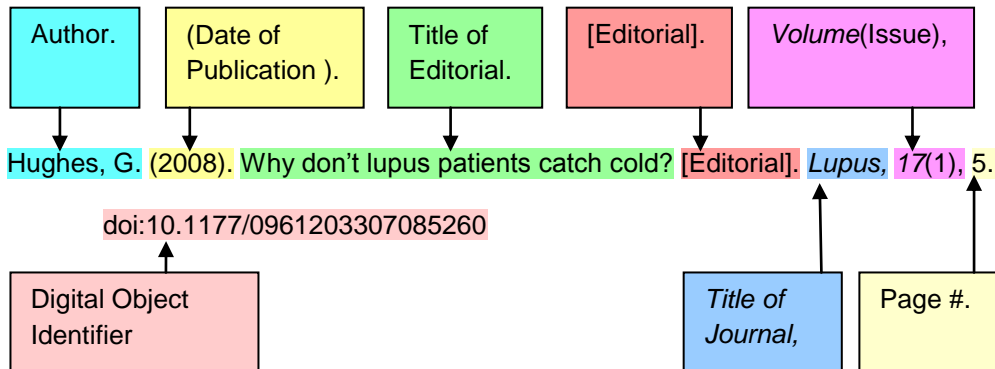 Author.
(Date of
Publication ).
Title of
Editorial.
[Editorial].
Volume(Issue),
Hughes, G. (2008). Why don’t lupus patients catch cold? [Editorial]. Lupus, 17(1), 5.
doi:10.1177/0961203307085260
Digital Object
Identifier
Title of
Journal,
Page #.